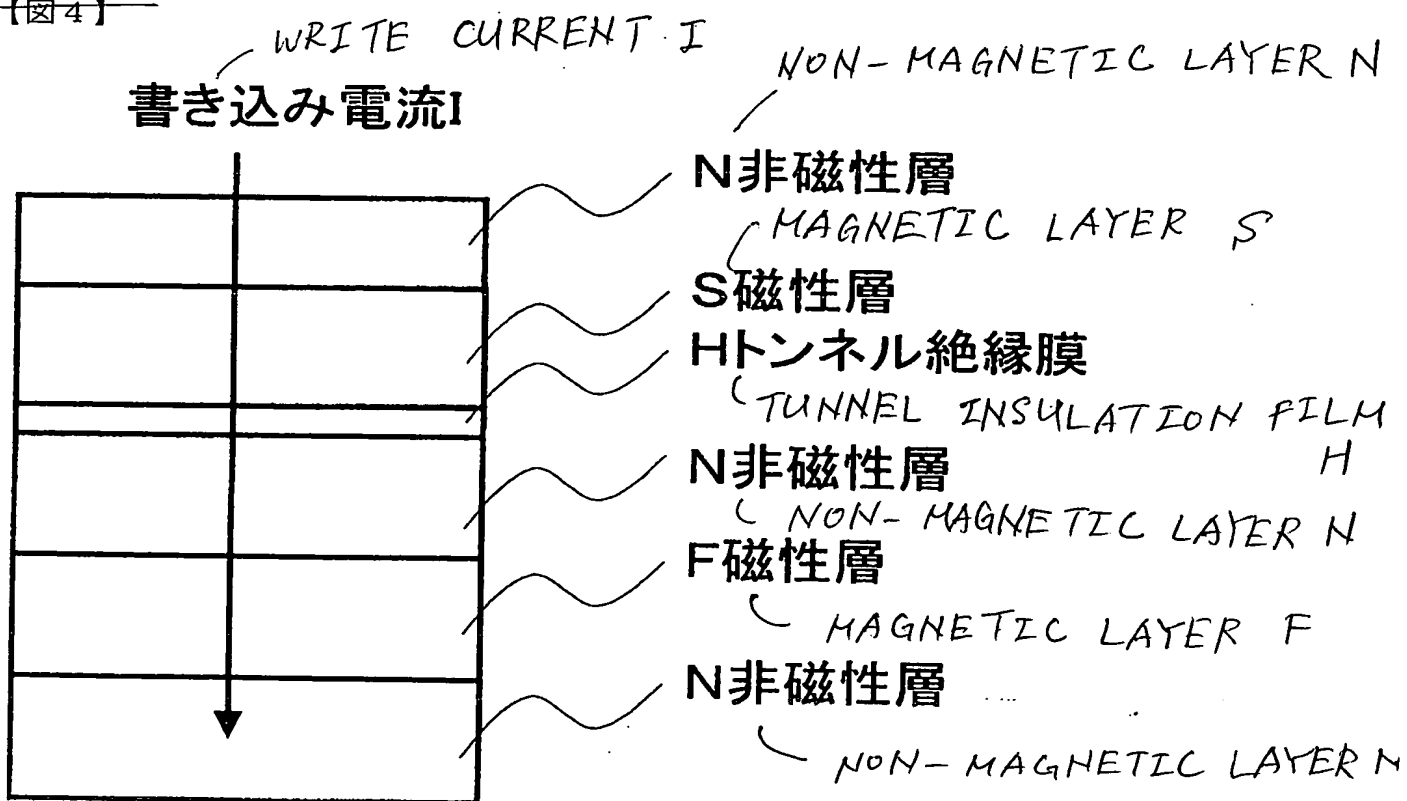 【図4】
WRITE CURRENT I
書き込み電流I
NON-MAGNETIC LAYER N
N非磁性層
MAGNETIC LAYER S
S磁性層
Hトンネル絶縁膜
TUNNEL INSULATION FILM
H
N非磁性層
NON-MAGNETIC LAYER N
F磁性層
MAGNETIC LAYER F
N非磁性層
NON-MAGNETIC LAYER N